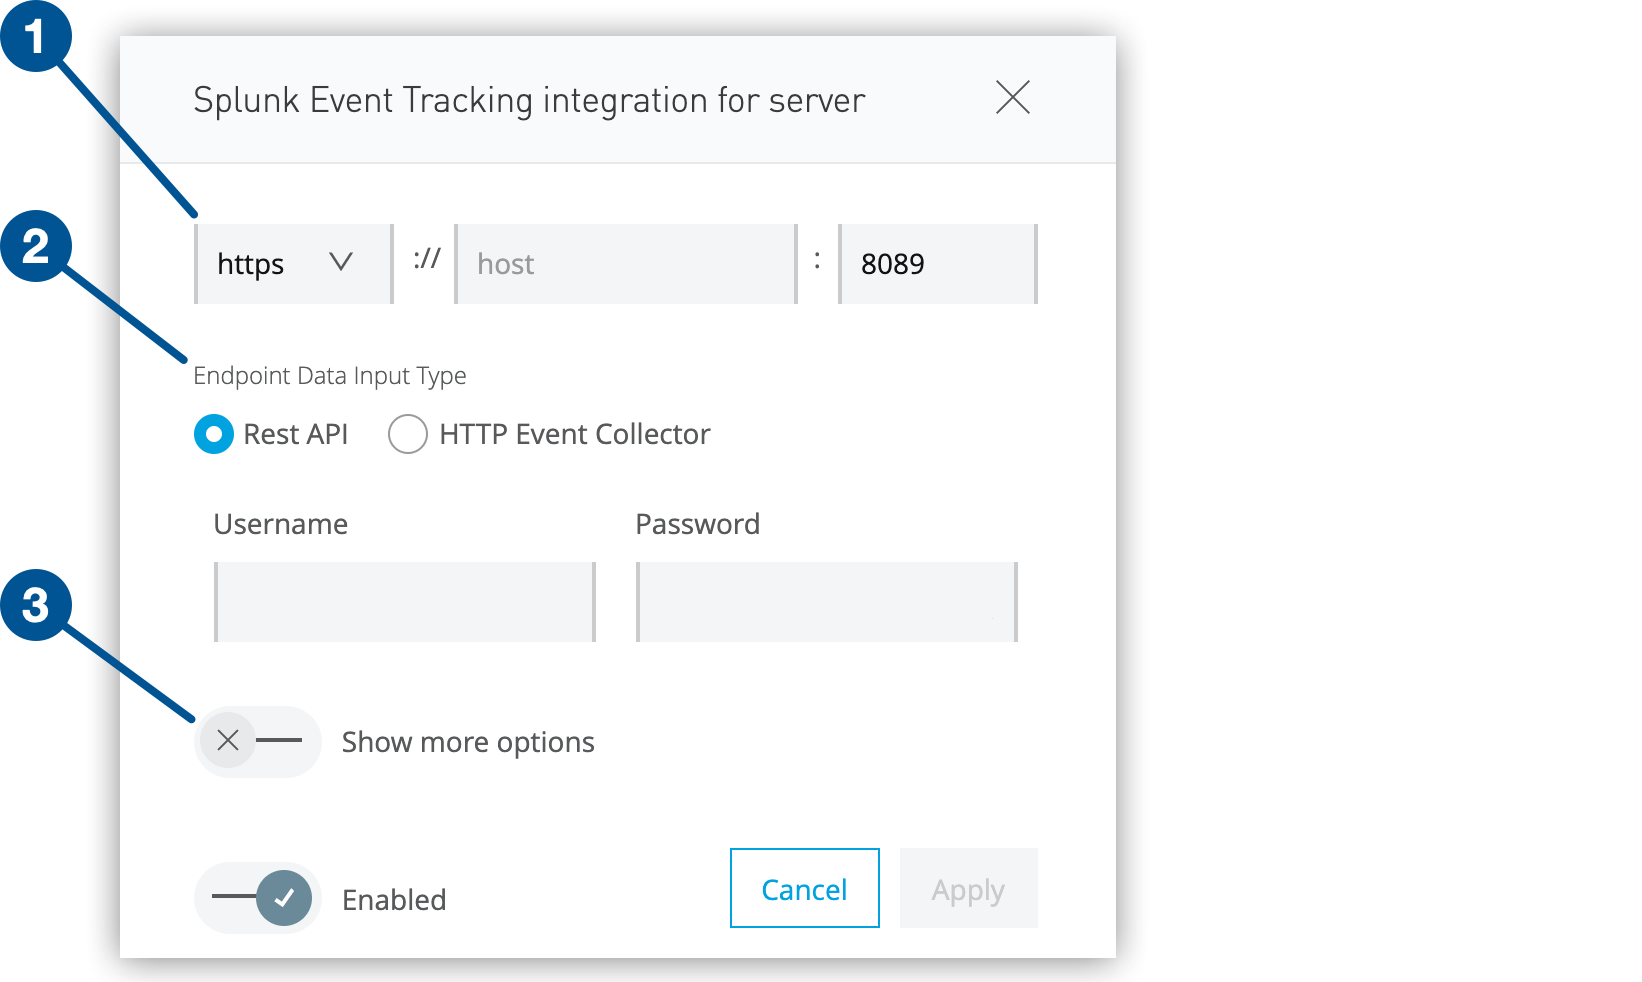 1
Splunk Event Tracking integration for server
2
https :// host : 8089
Endpoint Data Input Type
Rest API HTTP Event Collector
Username Password
3
Show more options
Enabled Cancel Apply